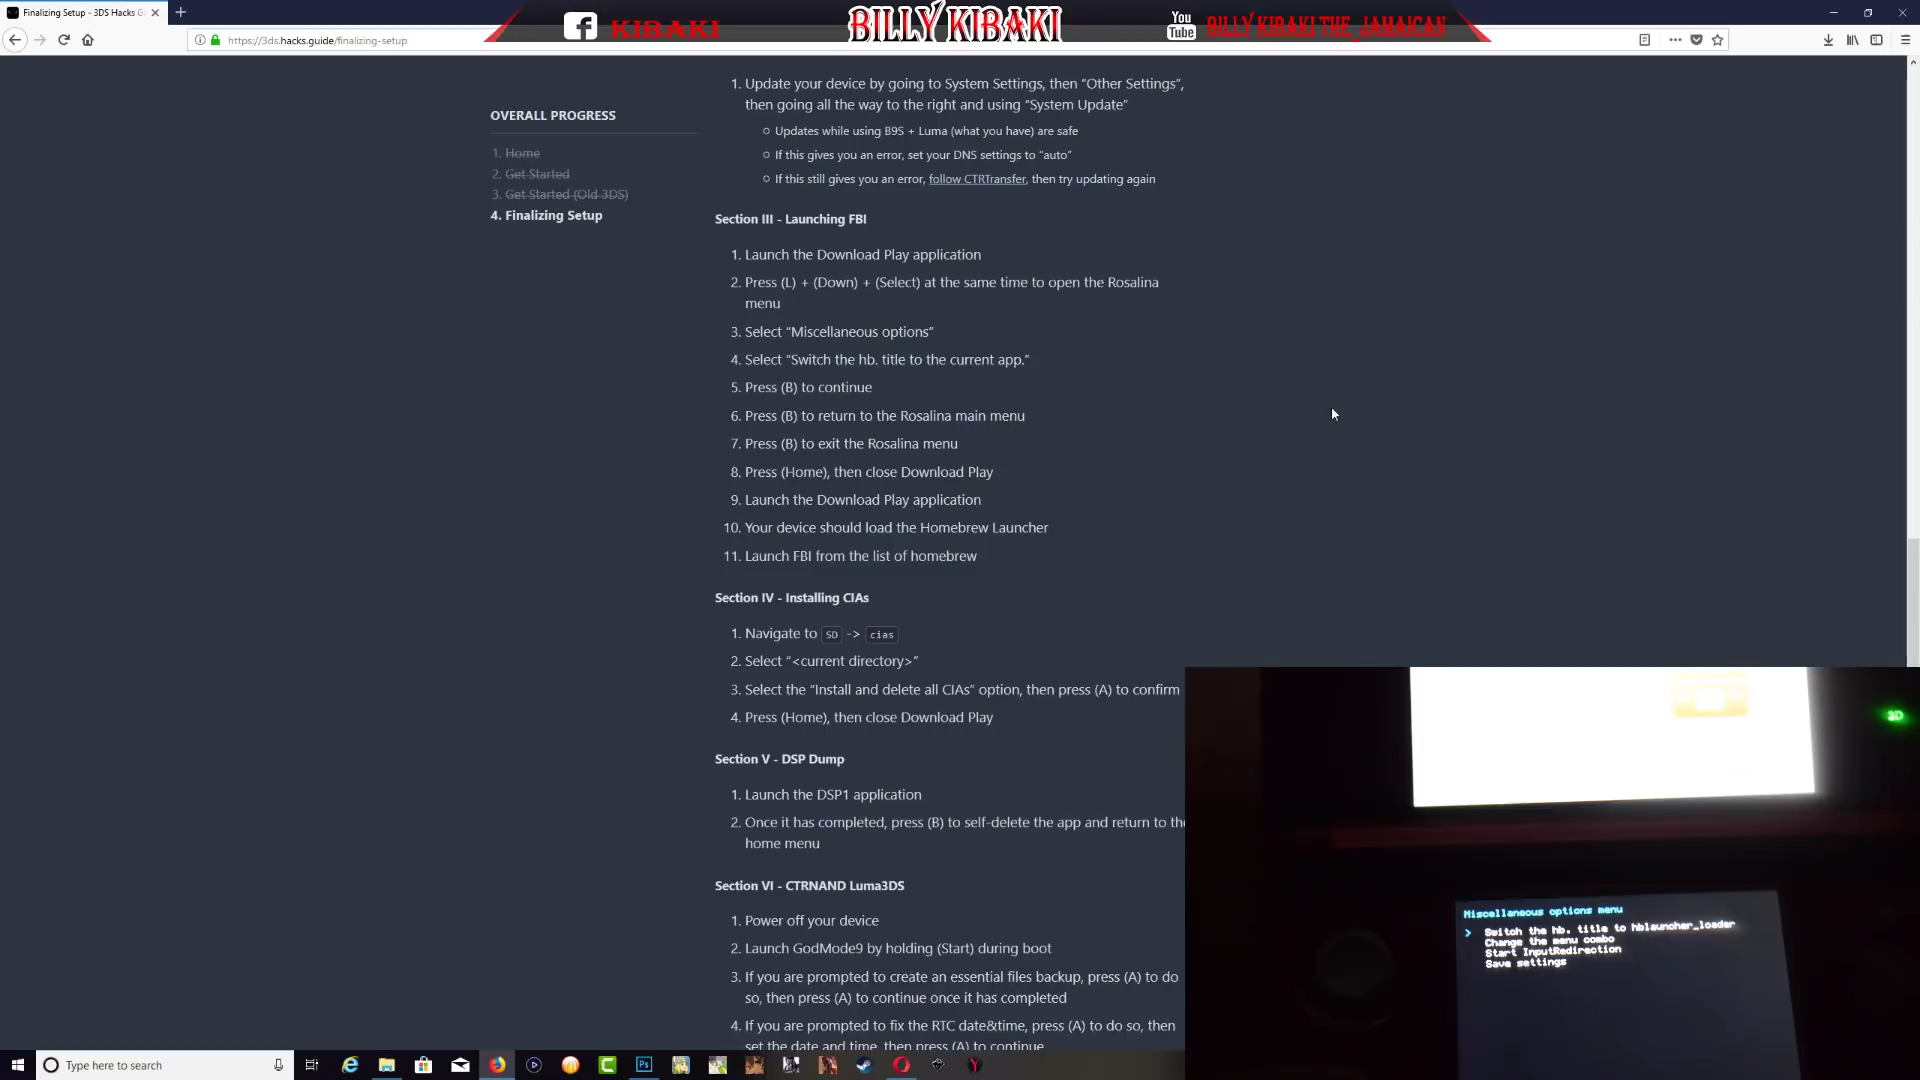 Finalizing Setup - 3DS Hacks G
https://3ds.hacks.guide/finalizing-setup
KIBAKI
BILLY KIBAKI
You
Tube
BILLY KIBAKI THE_JAMAICAN
OVERALL PROGRESS
1. Home
2. Get Started
3. Get Started (Old 3DS)
4. Finalizing Setup
1. Update your device by going to System Settings, then “Other Settings”,
then going all the way to the right and using “System Update”
Updates while using B9S + Luma (what you have) are safe
If this gives you an error, set your DNS settings to “auto”
If this still gives you an error, follow CTRTransfer, then try updating again
Section III - Launching FBI
1. Launch the Download Play application
2. Press (L) + (Down) + (Select) at the same time to open the Rosalina
menu
3. Select “Miscellaneous options”
4. Select “Switch the hb. title to the current app.”
5. Press (B) to continue
6. Press (B) to return to the Rosalina main menu
7. Press (B) to exit the Rosalina menu
8. Press (Home), then close Download Play
9. Launch the Download Play application
10. Your device should load the Homebrew Launcher
11. Launch FBI from the list of homebrew
Section IV - Installing CIAs
1. Navigate to SD -> cias
2. Select “<current directory>”
3. Select the “Install and delete all CIAs” option, then press (A) to confirm
4. Press (Home), then close Download Play
Section V - DSP Dump
1. Launch the DSP1 application
2. Once it has completed, press (B) to self-delete the app and return to the
home menu
Section VI - CTRNAND Luma3DS
1. Power off your device
2. Launch GodMode9 by holding (Start) during boot
3. If you are prompted to create an essential files backup, press (A) to do
so, then press (A) to continue once it has completed
4. If you are prompted to fix the RTC date&time, press (A) to do so, then
set the date and time, then press (A) to continue
3D
Miscellaneous options menu
> Switch the hb. title to hblauncher_loader
Change the menu combo
Start InputRedirection
Save settings
Type here to search
Ps